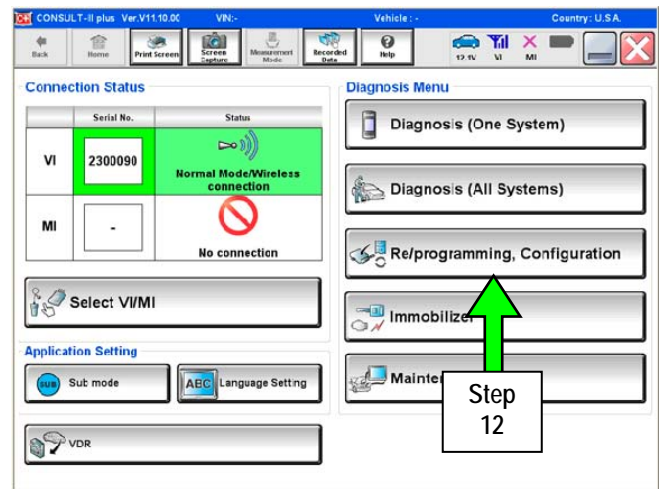 CONSULT-III plus Ver.V11.10.00 VIN:- Vehicle : - Country : U.S.A.
Back Home Print Screen Screen Capture Measurement Mode Recorded Data Help 12.1V VI MI
Connection Status
Serial No. Status
VI 2300090 Normal Mode/Wireless connection
MI - No connection
Select VI/MI
Application Setting
SUB Sub mode ABC Language Setting
VDR
Diagnosis Menu
Diagnosis (One System)
Diagnosis (All Systems)
Re/programming, Configuration
Immobilizer
Step
12